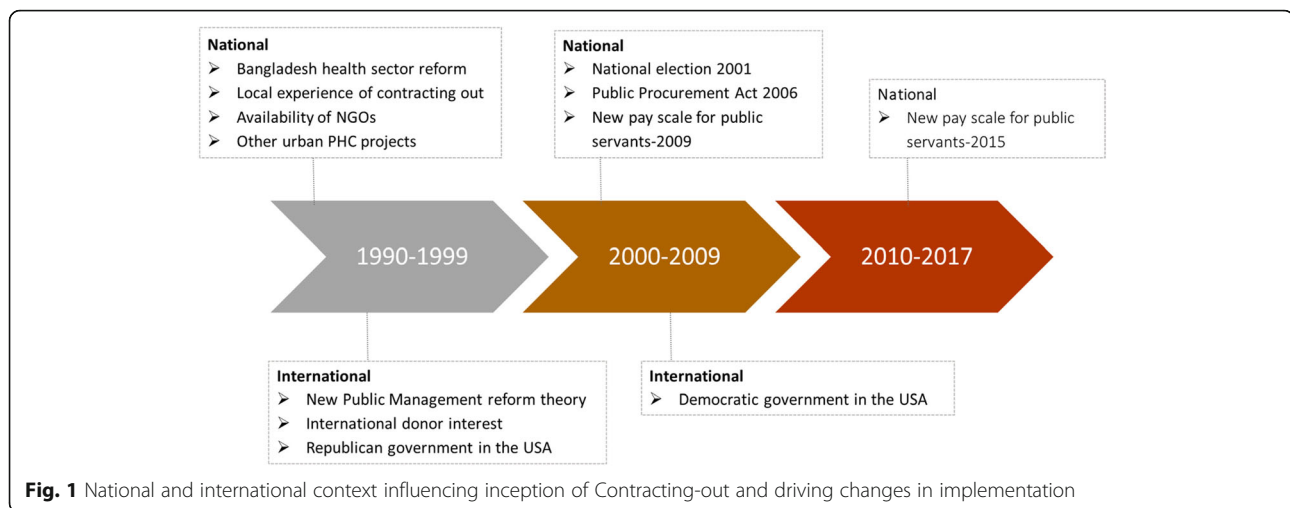 National
➢ Bangladesh health sector reform
➢ Local experience of contracting out
➢ Availability of NGOs
➢ Other urban PHC projects
National
➢ National election 2001
➢ Public Procurement Act 2006
➢ New pay scale for public
servants-2009
National
➢ New pay scale for public
servants-2015
1990-1999
2000-2009
2010-2017
International
➢ New Public Management reform theory
➢ International donor interest
➢ Republican government in the USA
International
➢ Democratic government in the USA
Fig. 1 National and international context influencing inception of Contracting-out and driving changes in implementation